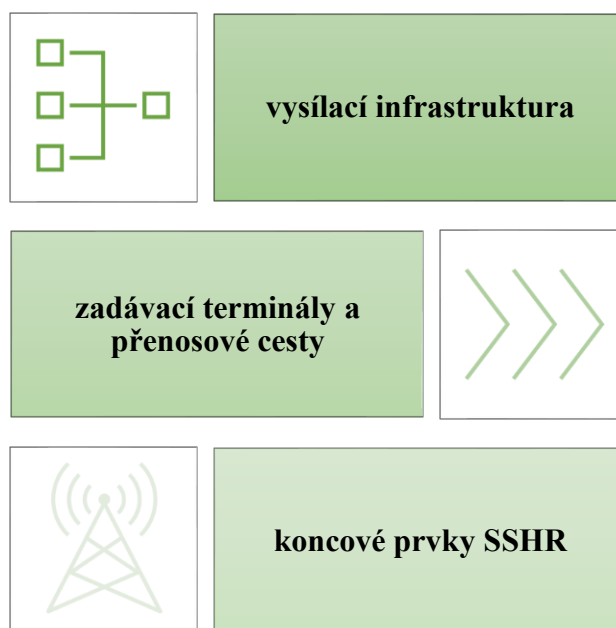 vysílací infrastruktura
zadávací terminály a
přenosové cesty
koncové prvky SSHR